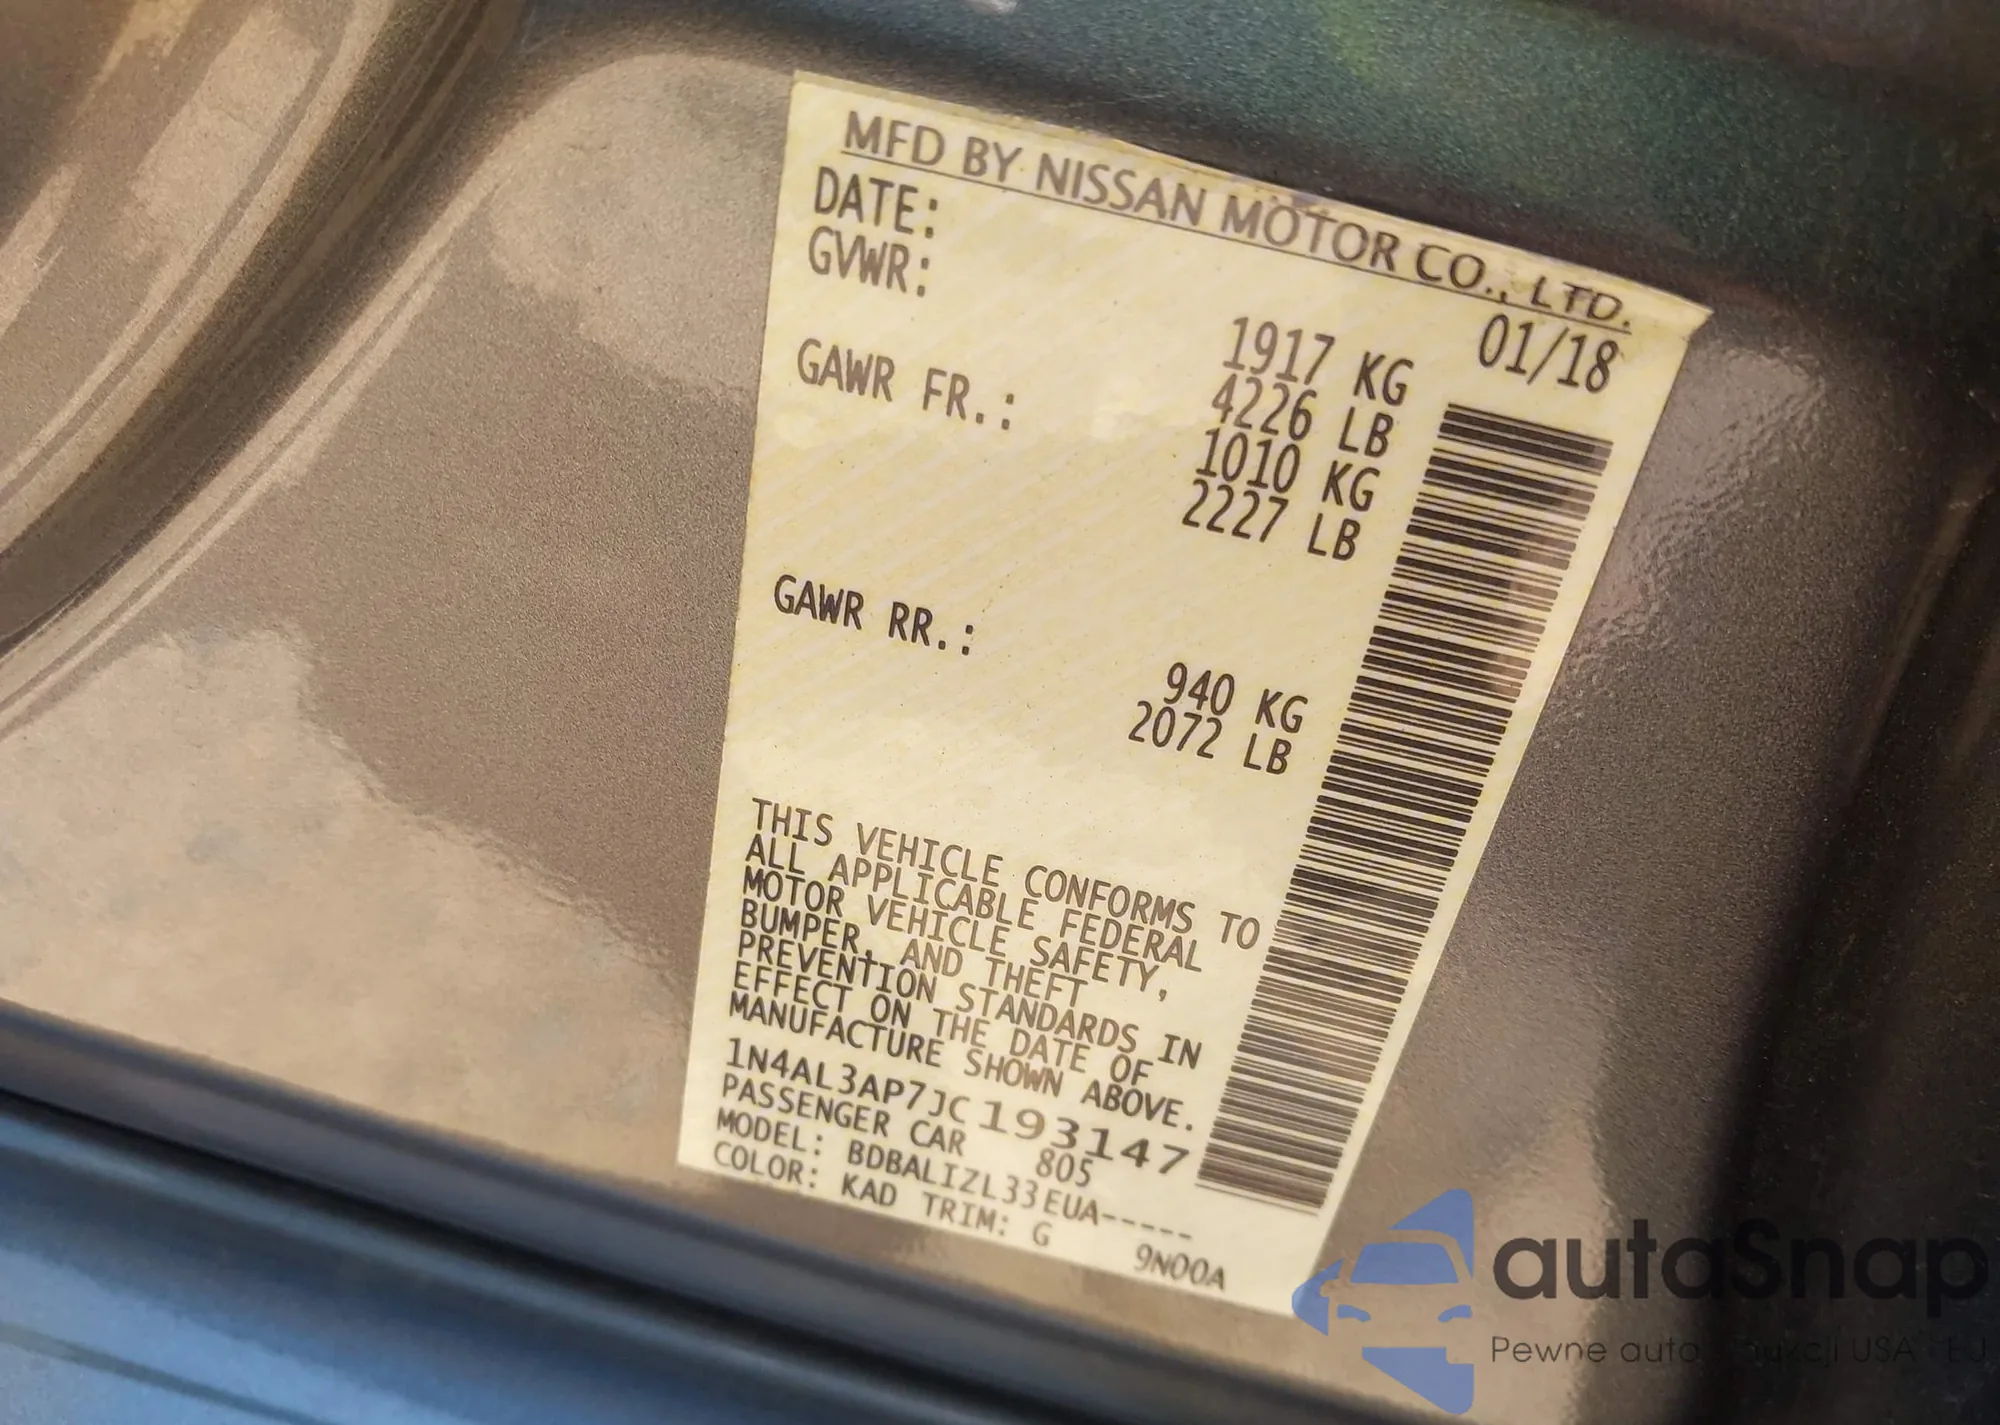 MFD BY NISSAN MOTOR CO., LTD.
DATE: 01/18
GVWR: 1917 KG
4226 LB
GAWR FR.: 1010 KG
2227 LB
GAWR RR.: 940 KG
2072 LB
THIS VEHICLE CONFORMS TO
ALL APPLICABLE FEDERAL
MOTOR VEHICLE SAFETY,
BUMPER, AND THEFT
PREVENTION STANDARDS IN
EFFECT ON THE DATE OF
MANUFACTURE SHOWN ABOVE.
1N4AL3AP7JC193147
PASSENGER CAR 805
MODEL: BDBALIZL33EUA-----
COLOR: KAD TRIM: G 9N00A
autaSnap
Pewne auta USA